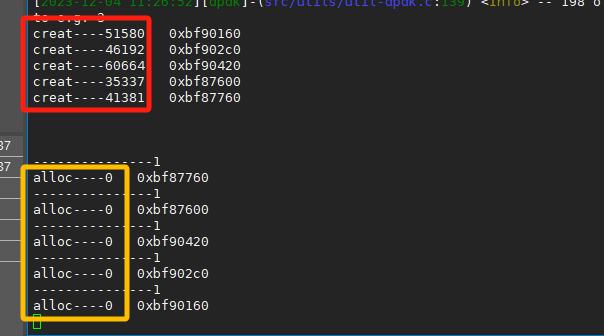 [2023-12-04 11:26:52][dpdk]-(src/utils/util-dpdk.c:139) <Info> -- 198 o
to e.g. 3
creat----51580   0xbf90160
creat----46192   0xbf902c0
creat----60664   0xbf90420
creat----35337   0xbf87600
creat----41381   0xbf87760
37
37
---------------1
alloc----0   0xbf87760
---------------1
alloc----0   0xbf87600
---------------1
alloc----0   0xbf90420
---------------1
alloc----0   0xbf902c0
---------------1
alloc----0   0xbf90160